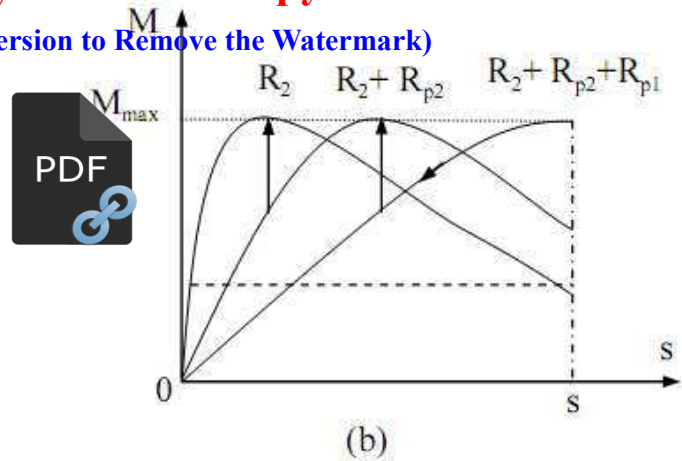 ersion to Remove the Watermark)
M
R₂
R₂+ Rₚ₂
R₂+ Rₚ₂+Rₚ₁
Mₘₐₓ
PDF
s
0
s
(b)